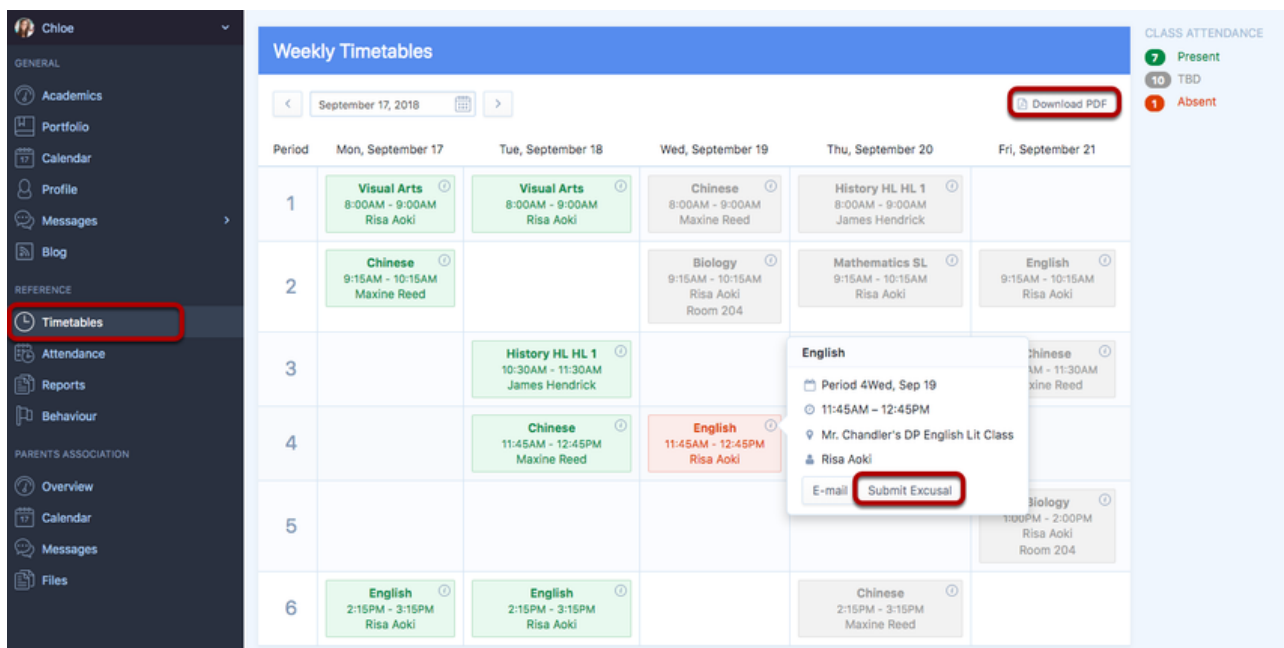 Chloe
GENERAL
Academics
Portfolio
17 Calendar
Profile
Messages
Blog
REFERENCE
Timetables
Attendance
Reports
Behaviour
PARENTS ASSOCIATION
Overview
17 Calendar
Messages
Files
Weekly Timetables
September 17, 2018
Download PDF
Period Mon, September 17 Tue, September 18 Wed, September 19 Thu, September 20 Fri, September 21
1
Visual Arts
8:00AM - 9:00AM
Risa Aoki
Visual Arts
8:00AM - 9:00AM
Risa Aoki
Chinese
8:00AM - 9:00AM
Maxine Reed
History HL HL 1
8:00AM - 9:00AM
James Hendrick
2
Chinese
9:15AM - 10:15AM
Maxine Reed
Biology
9:15AM - 10:15AM
Risa Aoki
Room 204
Mathematics SL
9:15AM - 10:15AM
Risa Aoki
English
9:15AM - 10:15AM
Risa Aoki
3
History HL HL 1
10:30AM - 11:30AM
James Hendrick
Chinese
AM - 11:30AM
xine Reed
4
Chinese
11:45AM - 12:45PM
Maxine Reed
English
11:45AM - 12:45PM
Risa Aoki
English
Period 4Wed, Sep 19
11:45AM – 12:45PM
Mr. Chandler's DP English Lit Class
Risa Aoki
E-mail Submit Excusal
5
Biology
1:00PM - 2:00PM
Risa Aoki
Room 204
6
English
2:15PM - 3:15PM
Risa Aoki
English
2:15PM - 3:15PM
Risa Aoki
Chinese
2:15PM - 3:15PM
Maxine Reed
CLASS ATTENDANCE
7 Present
10 TBD
1 Absent